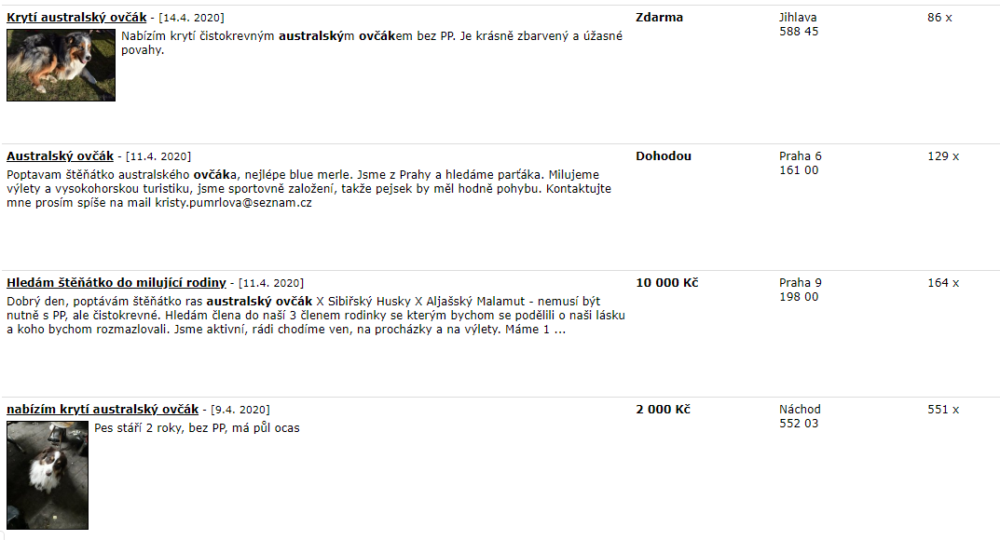 Krytí australský ovčák - [14.4. 2020] Zdarma Jihlava 86 x
588 45
Nabízím krytí čistokrevným australským ovčákem bez PP. Je krásně zbarvený a úžasné
povahy.
Australský ovčák - [11.4. 2020] Dohodou Praha 6 129 x
161 00
Poptavam štěňátko australského ovčáka, nejlépe blue merle. Jsme z Prahy a hledáme parťáka. Milujeme
výlety a vysokohorskou turistiku, jsme sportovně založení, takže pejsek by měl hodně pohybu. Kontaktujte
mne prosím spíše na mail kristy.pumrlova@seznam.cz
Hledám štěňátko do milující rodiny - [11.4. 2020] 10 000 Kč Praha 9 164 x
198 00
Dobrý den, poptávám štěňátko ras australský ovčák X Sibiřský Husky X Aljašský Malamut - nemusí být
nutně s PP, ale čistokrevné. Hledám člena do naší 3 členem rodinky se kterým bychom se podělili o naši lásku
a koho bychom rozmazlovali. Jsme aktivní, rádi chodíme ven, na procházky a na výlety. Máme 1 ...
nabízím krytí australský ovčák - [9.4. 2020] 2 000 Kč Náchod 551 x
552 03
Pes stáří 2 roky, bez PP, má půl ocas